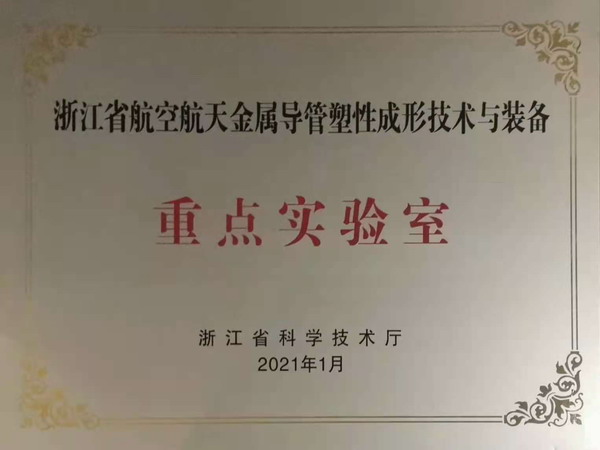 浙江省航空航天金属导管塑性成形技术与装备
重点实验室
浙江省科学技术厅
2021年1月